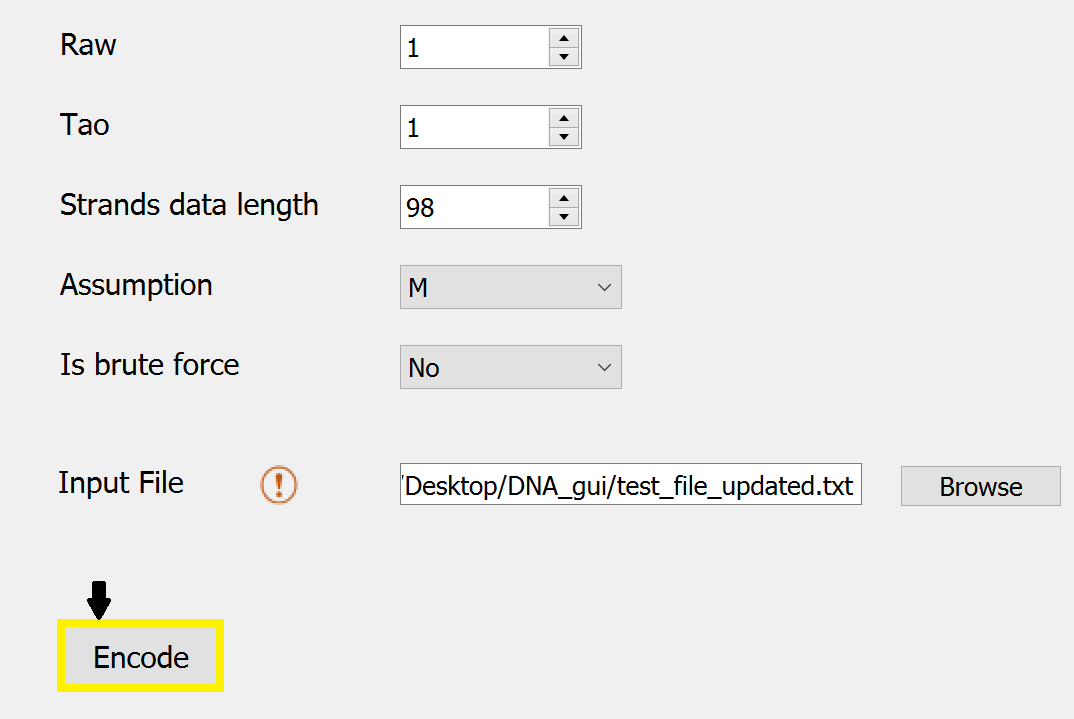 Raw 1
Tao 1
Strands data length 98
Assumption M
Is brute force No
Input File ! /Desktop/DNA_gui/test_file_updated.txt Browse
Encode